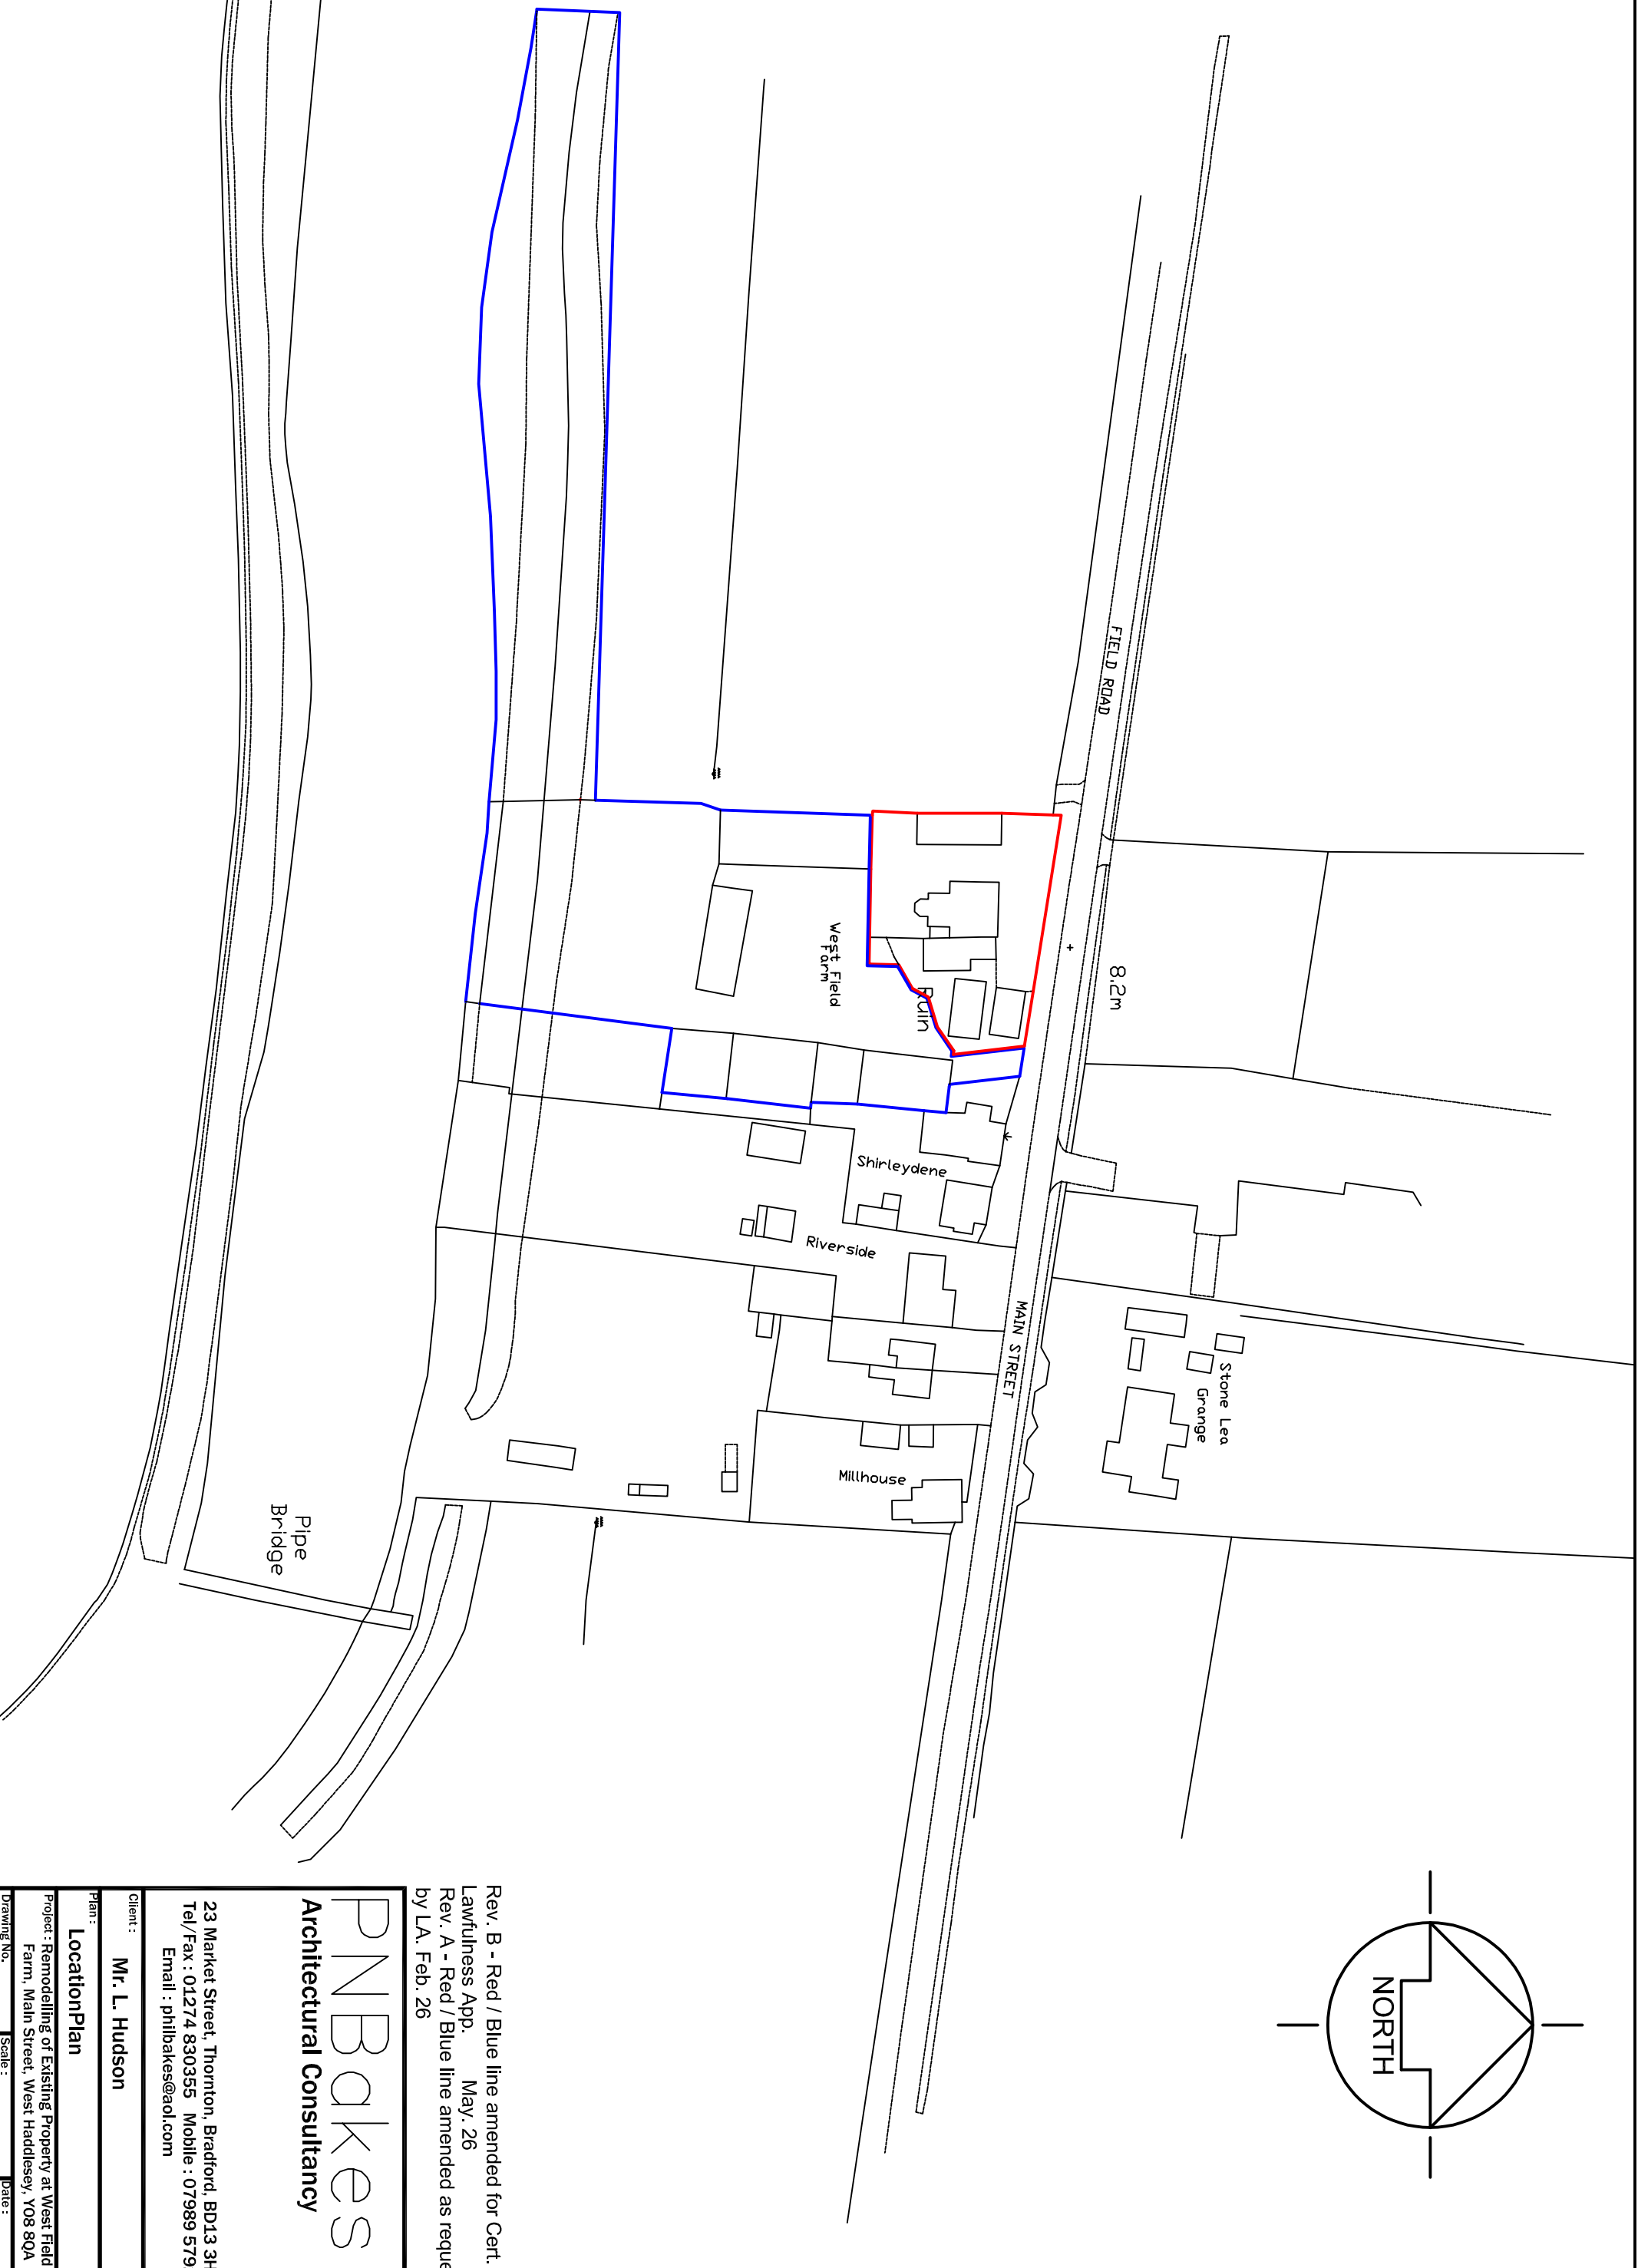 FIELD ROAD
8.2m
West Field
Farm
Ruin
Shirleydene
Riverside
MAIN STREET
Stone Lea
Grange
Millhouse
Pipe
Bridge
NORTH
Rev. B - Red / Blue line amended for Cert.
Lawfulness App. May. 26
Rev. A - Red / Blue line amended as reque
by LA. Feb. 26
PNBakes
Architectural Consultancy
23 Market Street, Thornton, Bradford, BD13 3H
Tel/Fax : 01274 830355 Mobile : 07989 579
Email : philbakes@aol.com
Client :
Mr. L. Hudson
Plan :
LocationPlan
Project : Remodelling of Existing Property at West Field
Farm, Main Street, West Haddlesey, YO8 8QA
Drawing No. Scale : Date :